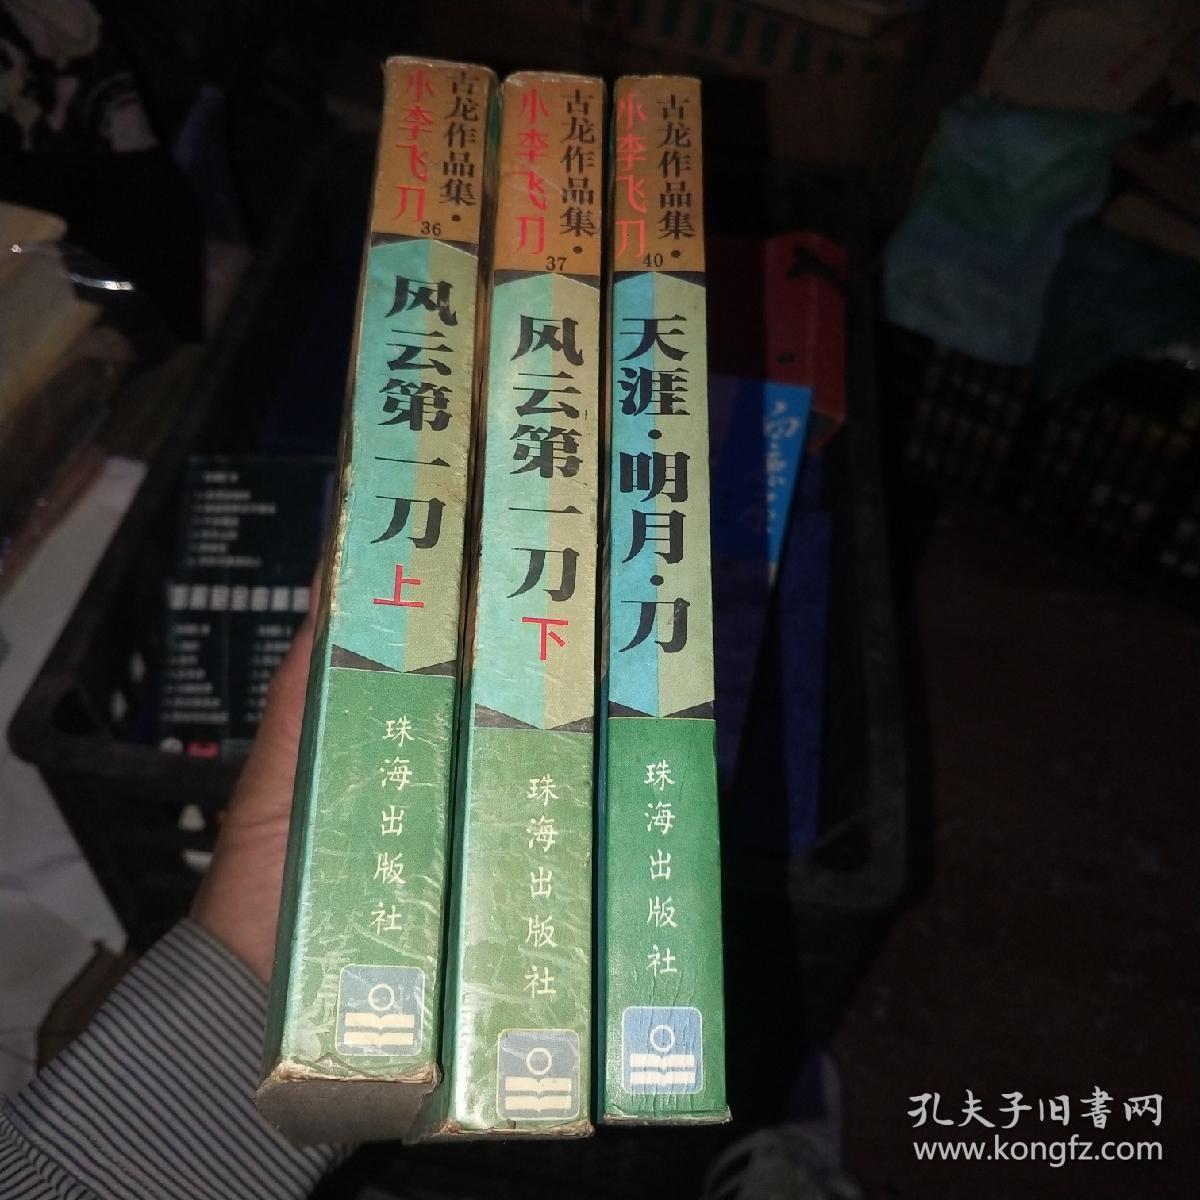 古龙作品集·
小李飞刀
36
风云第一刀
上
珠海出版社
古龙作品集·
小李飞刀
37
风云第一刀
下
珠海出版社
古龙作品集·
小李飞刀
40
天涯·明月·刀
珠海出版社
孔夫子旧書网
www.kongfz.com